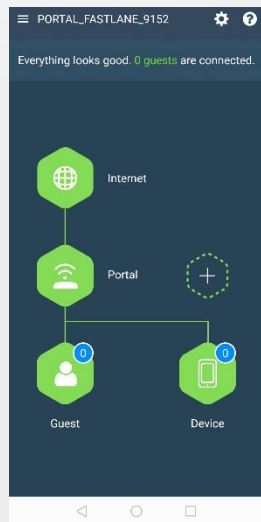 PORTAL_FASTLANE_9152
Everything looks good. 0 guests are connected.
Internet
Portal
0
0
Guest
Device